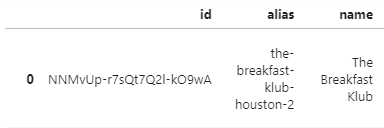 id alias name
0 NNMvUp-r7sQt7Q2l-kO9wA the-breakfast-klub-houston-2 The Breakfast Klub